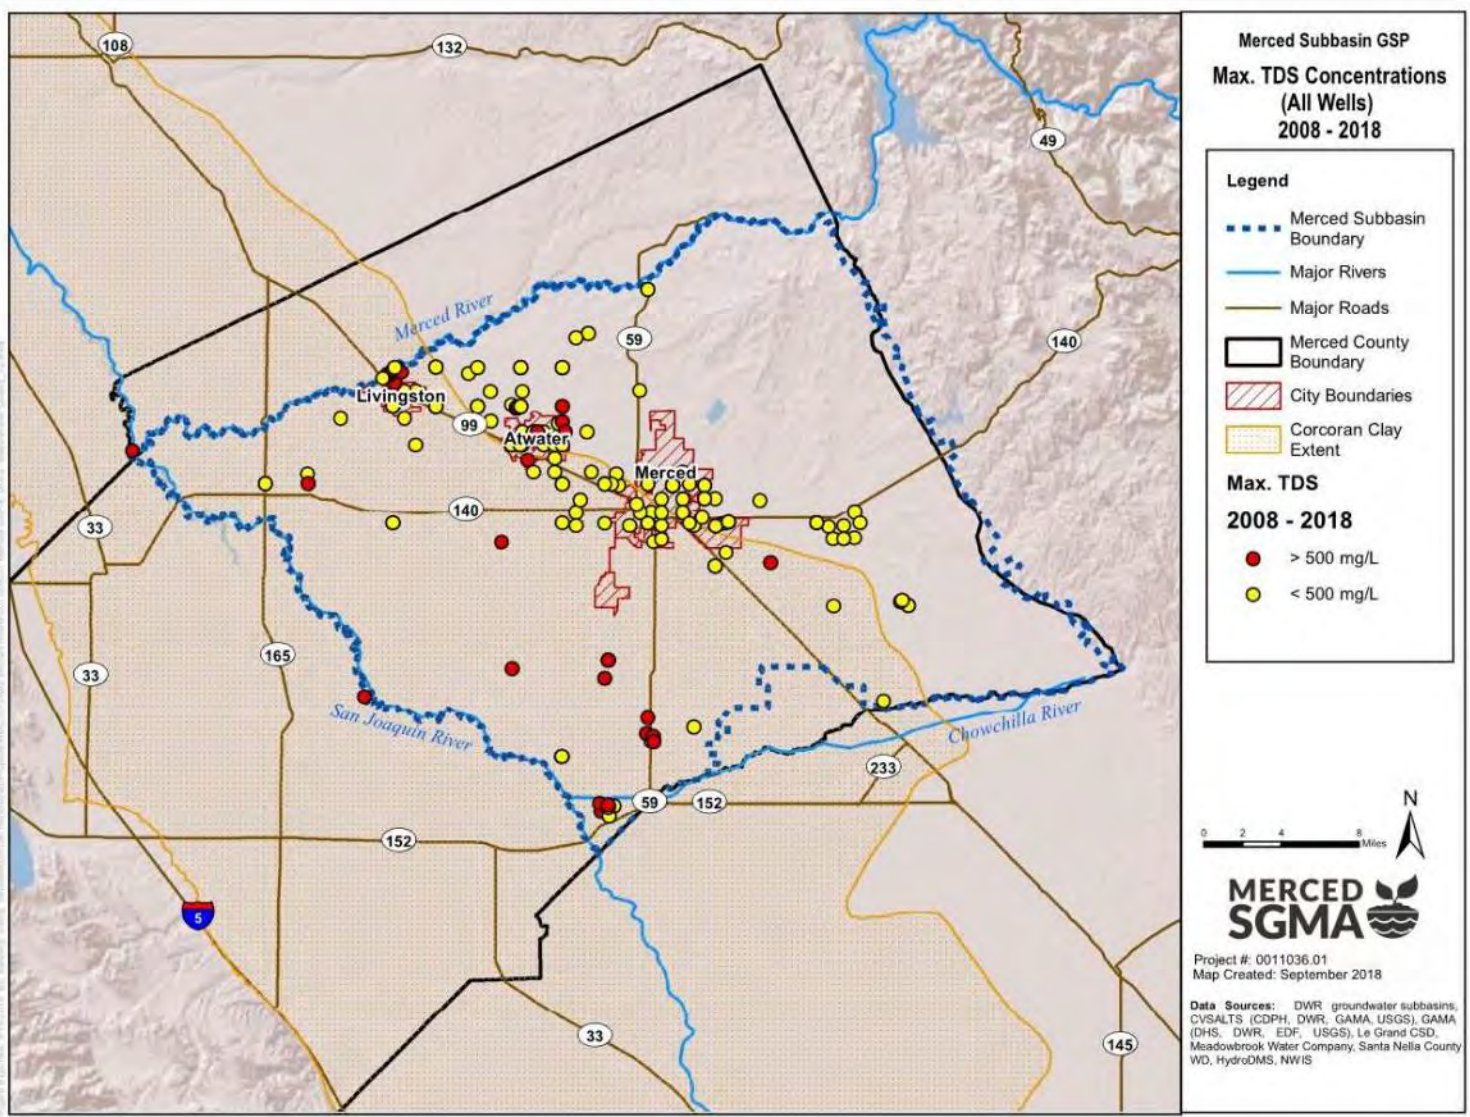 108
132
49
Merced River
59
140
Livingston
99
Atwater
Merced
140
33
165
33
San Joaquin River
Chowchilla River
233
59
152
152
5
33
145
Merced Subbasin GSP
Max. TDS Concentrations
(All Wells)
2008 - 2018
Legend
Merced Subbasin
Boundary
Major Rivers
Major Roads
Merced County
Boundary
City Boundaries
Corcoran Clay
Extent
Max. TDS
2008 - 2018
> 500 mg/L
< 500 mg/L
N
0 2 4 8
Miles
MERCED
SGMA
Project #: 0011036.01
Map Created: September 2018
Data Sources: DWR groundwater subbasins,
CVSALTS (CDPH, DWR, GAMA, USGS), GAMA
(DHS, DWR, EDF, USGS), Le Grand CSD,
Meadowbrook Water Company, Santa Nella County
WD, HydroDMS, NWIS